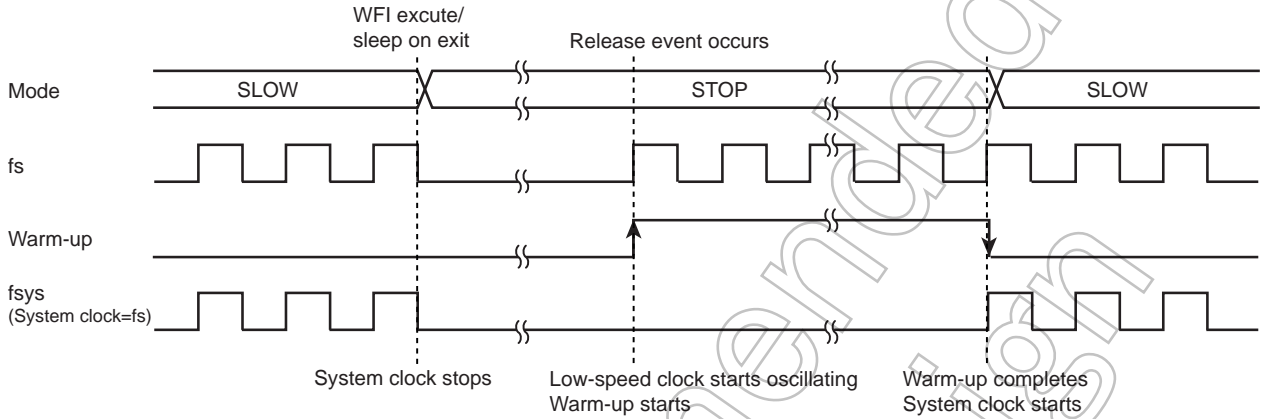 WFI excute/
sleep on exit
Release event occurs
Mode
SLOW
STOP
SLOW
fs
Warm-up
fsys
(System clock=fs)
System clock stops
Low-speed clock starts oscillating
Warm-up starts
Warm-up completes
System clock starts